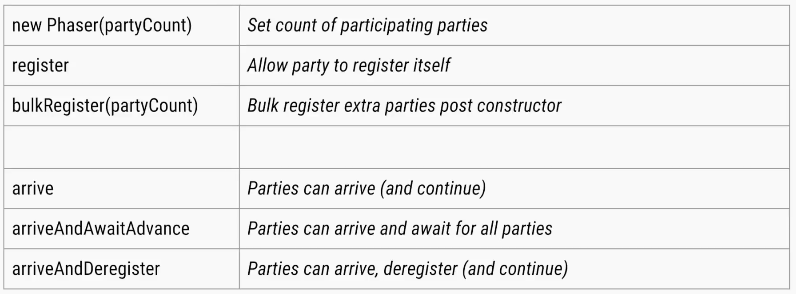 new Phaser(partyCount) Set count of participating parties
register Allow party to register itself
bulkRegister(partyCount) Bulk register extra parties post constructor
arrive Parties can arrive (and continue)
arriveAndAwaitAdvance Parties can arrive and await for all parties
arriveAndDeregister Parties can arrive, deregister (and continue)